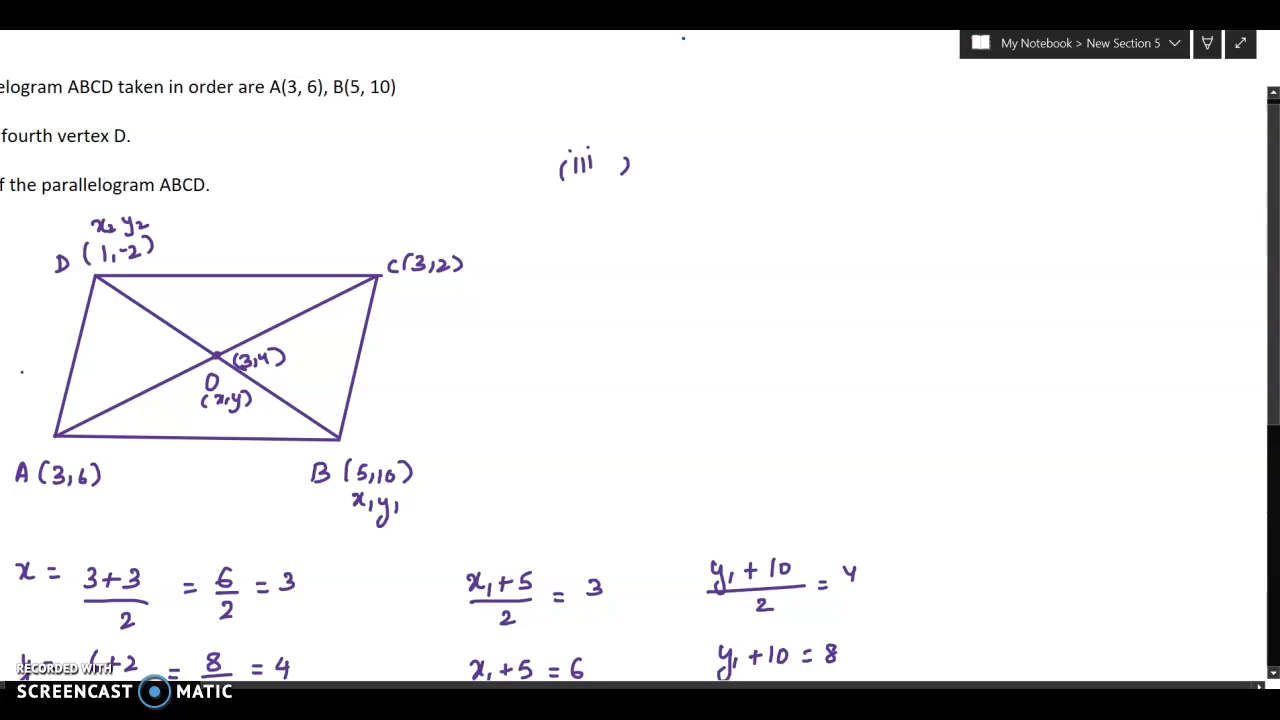 My Notebook > New Section 5
elogram ABCD taken in order are A(3, 6), B(5, 10)
fourth vertex D.
f the parallelogram ABCD.
(iii )
x₂ y₂
D (1,-2)
C(3,2)
(3,4)
O
(x,y)
A (3,6)
B (5,10)
x₁ y₁
x = 3+3/2 = 6/2 = 3
x₁+5/2 = 3
y₁+10/2 = 4
+2 = 8 = 4
x₁+5 = 6
y₁+10 = 8
RECORDED WITH
SCREENCAST MATIC